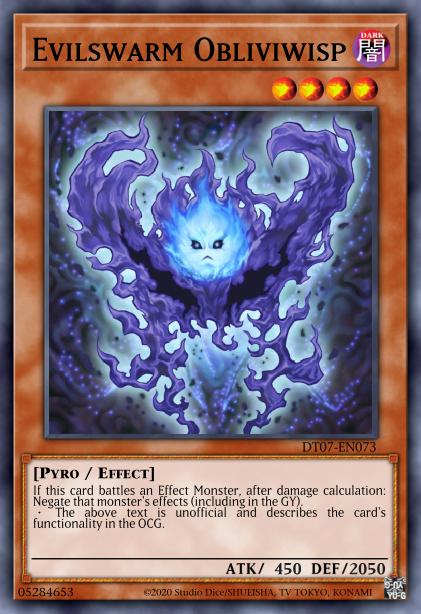 Evilswarm Obliviwisp
DARK
闇
DT07-EN073
[Pyro / Effect]
If this card battles an Effect Monster, after damage calculation:
Negate that monster's effects (including in the GY).
· The above text is unofficial and describes the card's
functionality in the OCG.
ATK/ 450 DEF/2050
05284653
©2020 Studio Dice/SHUEISHA, TV TOKYO, KONAMI